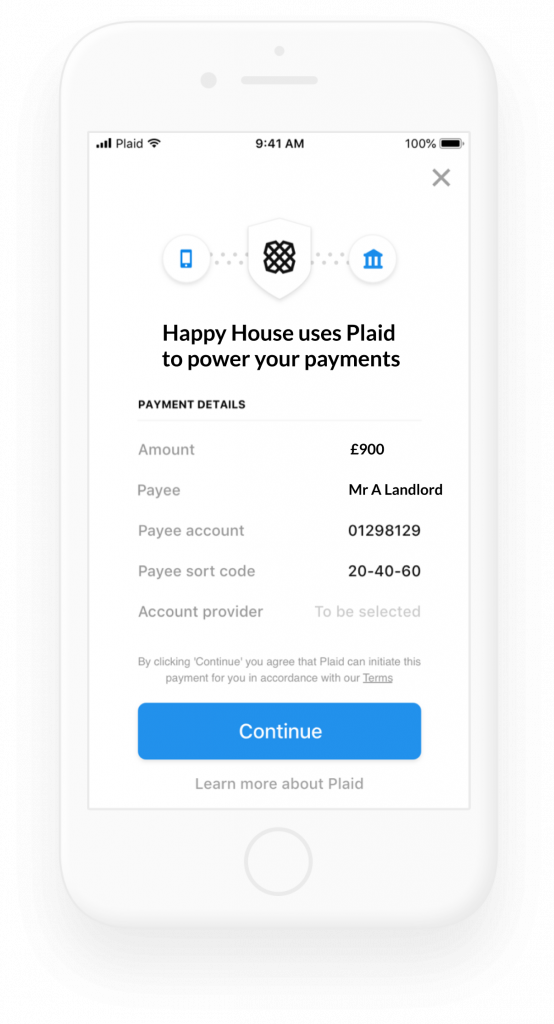 Plaid 9:41 AM 100%
Happy House uses Plaid
to power your payments
PAYMENT DETAILS
Amount £900
Payee Mr A Landlord
Payee account 01298129
Payee sort code 20-40-60
Account provider To be selected
By clicking 'Continue' you agree that Plaid can initiate this
payment for you in accordance with our Terms
Continue
Learn more about Plaid